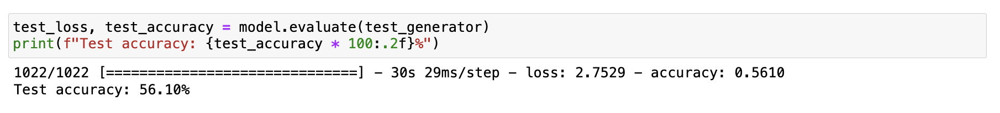 test_loss, test_accuracy = model.evaluate(test_generator)
print(f"Test accuracy: {test_accuracy * 100:.2f}%")
1022/1022 [==============================] - 30s 29ms/step - loss: 2.7529 - accuracy: 0.5610
Test accuracy: 56.10%